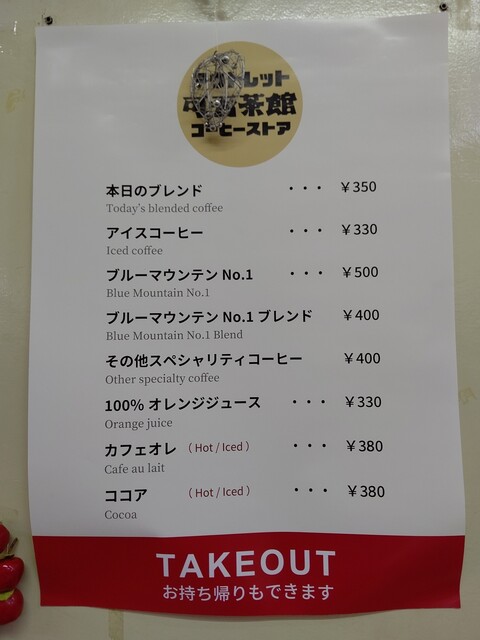 トレット
茶館
コーヒーストア
本日のブレンド ・・・ ¥350
Today's blended coffee
アイスコーヒー ・・・ ¥330
Iced coffee
ブルーマウンテン No.1 ・・・ ¥500
Blue Mountain No.1
ブルーマウンテン No.1 ブレンド ¥400
Blue Mountain No.1 Blend
その他スペシャリティコーヒー ¥400
Other specialty coffee
100% オレンジジュース ・・・ ¥330
Orange juice
カフェオレ ( Hot / Iced ) ・・・ ¥380
Cafe au lait
ココア ( Hot / Iced ) ・・・ ¥380
Cocoa
TAKEOUT
お持ち帰りもできます